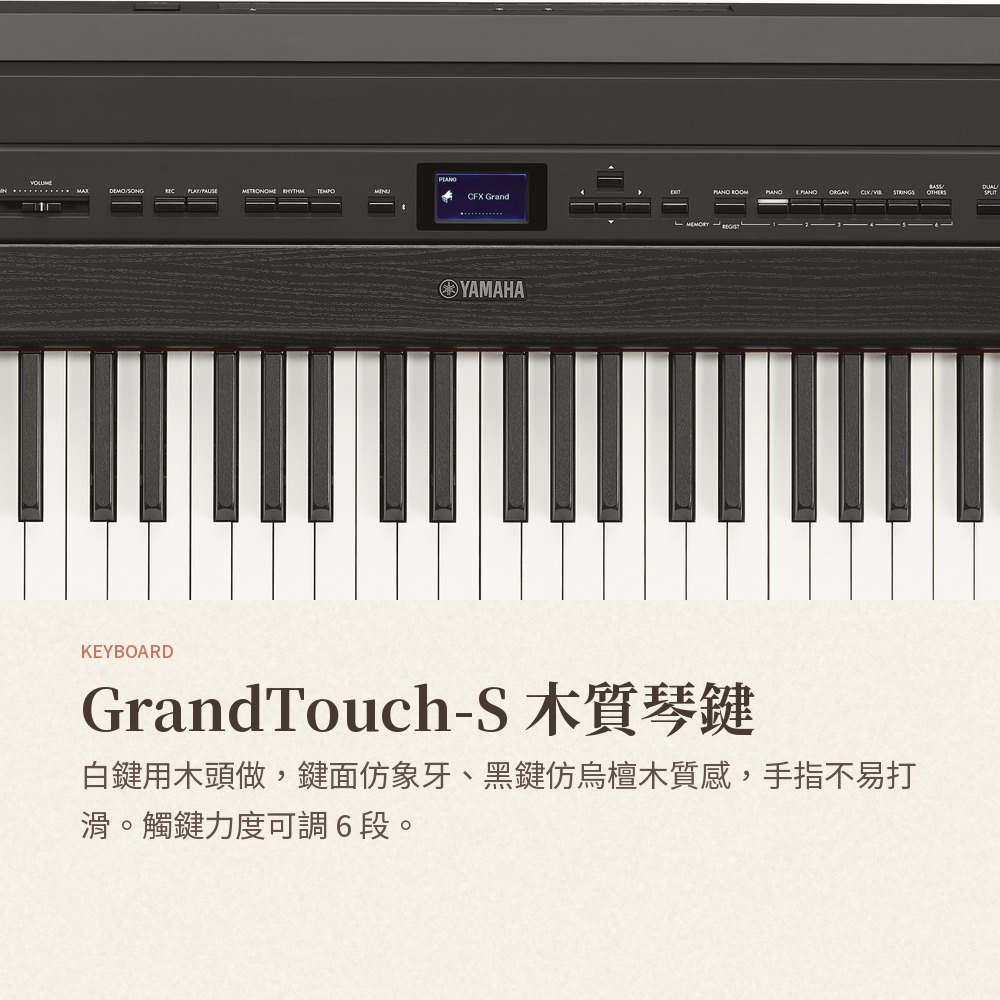 VOLUME
IN MAX
DEMO/SONG
REC PLAY/PAUSE
METRONOME RHYTHM TEMPO
MENU
PIANO
CFX Grand
EXIT
PIANO ROOM
PIANO E.PIANO ORGAN CLV./VIB. STRINGS BASS/OTHERS
DUAL/SPLIT
MEMORY REGIST 1 2 3 4 5 6
YAMAHA
KEYBOARD
GrandTouch-S 木質琴鍵
白鍵用木頭做，鍵面仿象牙、黑鍵仿烏檀木質感，手指不易打
滑。觸鍵力度可調 6 段。